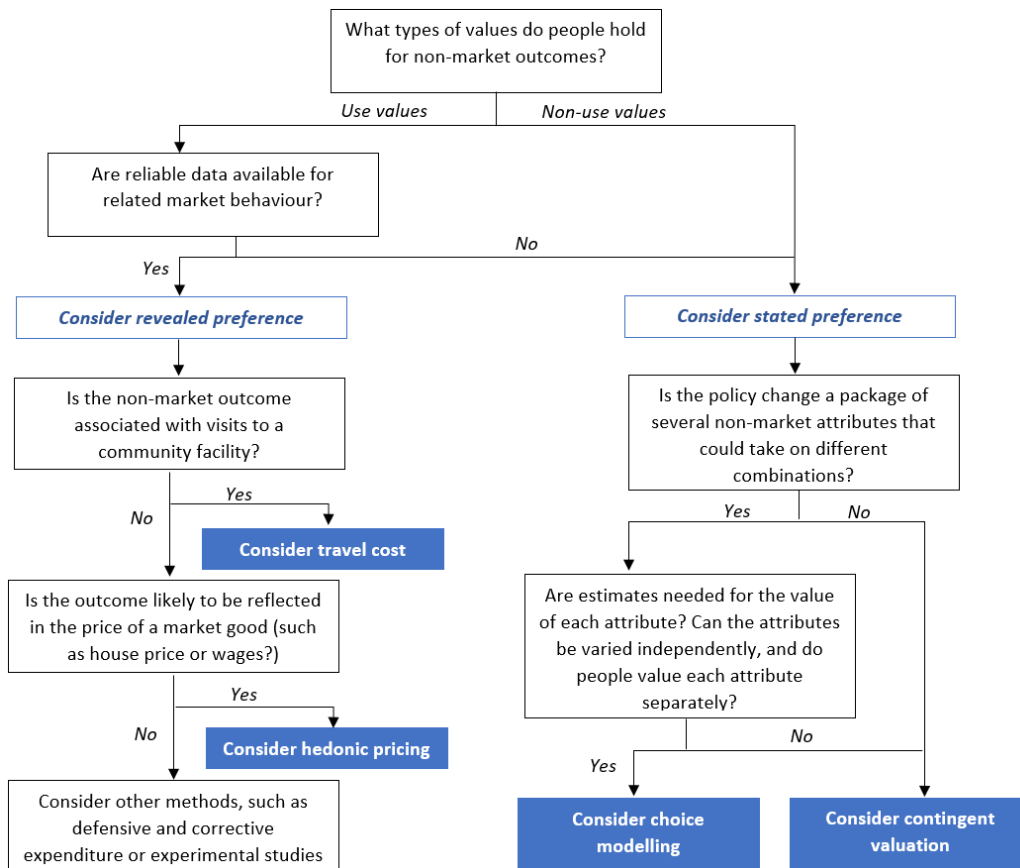 What types of values do people hold
for non-market outcomes?
Use values
Non-use values
Are reliable data available for
related market behaviour?
No
Yes
Consider revealed preference
Consider stated preference
Is the non-market outcome
associated with visits to a
community facility?
Is the policy change a package of
several non-market attributes that
could take on different
combinations?
Yes
No
Consider travel cost
Yes
No
Is the outcome likely to be reflected
in the price of a market good (such
as house price or wages?)
Are estimates needed for the value
of each attribute? Can the attributes
be varied independently, and do
people value each attribute
separately?
Yes
No
Consider hedonic pricing
No
Yes
Consider other methods, such as
defensive and corrective
expenditure or experimental studies
Consider choice
modelling
Consider contingent
valuation